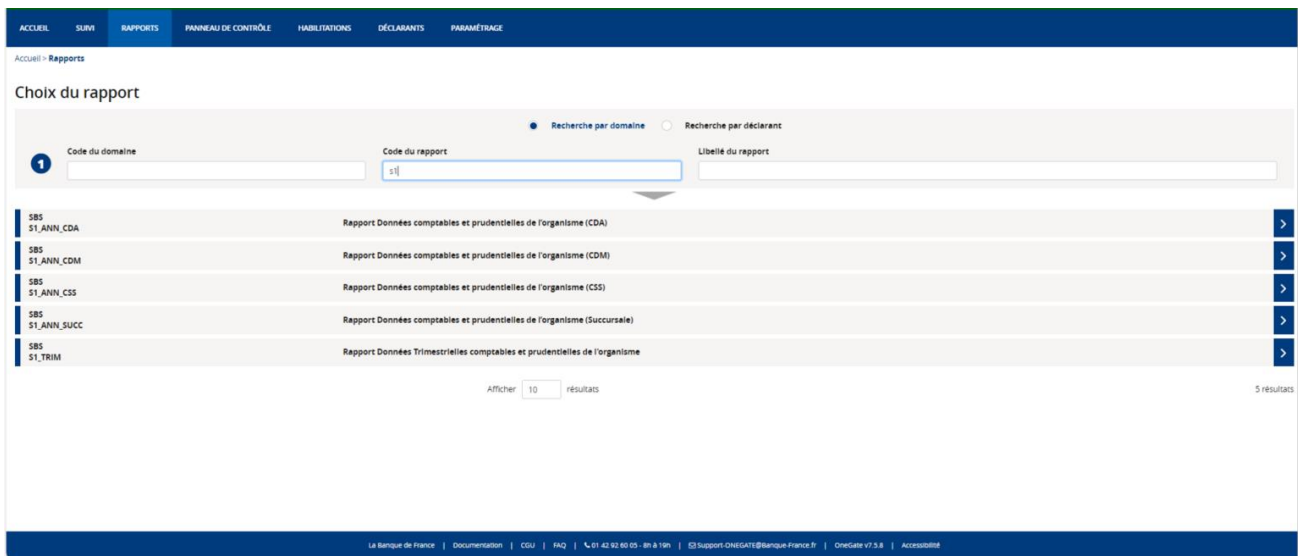 ACCUEIL SUIVI RAPPORTS PANNEAU DE CONTRÔLE HABILITATIONS DÉCLARANTS PARAMÉTRAGE
Accueil > Rapports
Choix du rapport
Recherche par domaine Recherche par déclarant
1 Code du domaine Code du rapport Libellé du rapport
s1
SBS
S1_ANN_CDA Rapport Données comptables et prudentielles de l'organisme (CDA)
SBS
S1_ANN_CDM Rapport Données comptables et prudentielles de l'organisme (CDM)
SBS
S1_ANN_CSS Rapport Données comptables et prudentielles de l'organisme (CSS)
SBS
S1_ANN_SUCC Rapport Données comptables et prudentielles de l'organisme (Succursale)
SBS
S1_TRIM Rapport Données Trimestrielles comptables et prudentielles de l'organisme
Afficher 10 résultats 5 résultats
La Banque de France | Documentation | CGU | FAQ | 01 42 92 60 05 - 8h à 19h | Support-ONEGATE@Banque-France.fr | OneGate v7.5.8 | Accessibilité